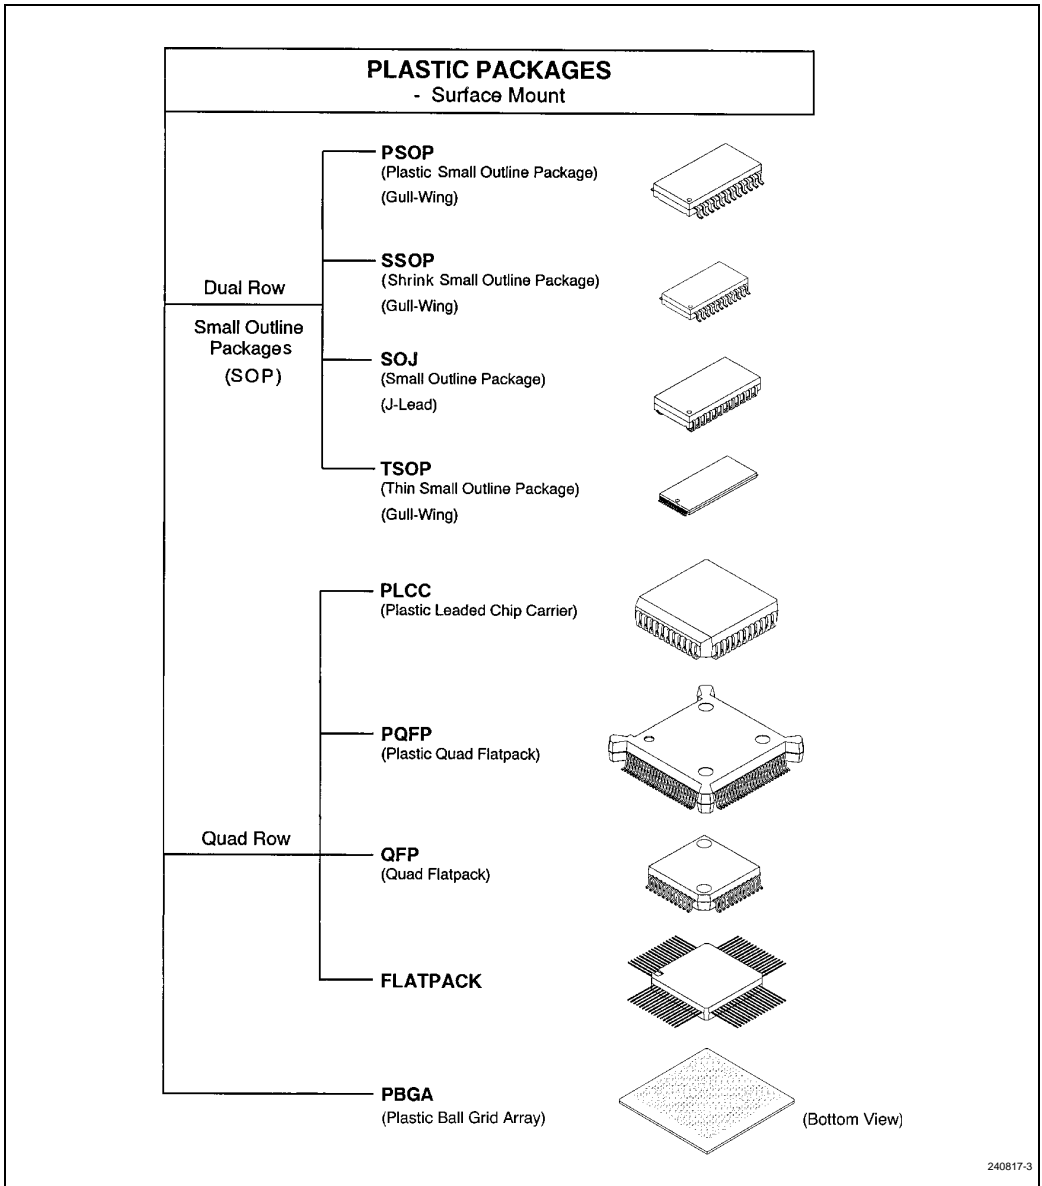 PLASTIC PACKAGES
- Surface Mount
PSOP
(Plastic Small Outline Package)
(Gull-Wing)
SSOP
(Shrink Small Outline Package)
(Gull-Wing)
Dual Row
Small Outline
Packages
(SOP)
SOJ
(Small Outline Package)
(J-Lead)
TSOP
(Thin Small Outline Package)
(Gull-Wing)
PLCC
(Plastic Leaded Chip Carrier)
PQFP
(Plastic Quad Flatpack)
Quad Row
QFP
(Quad Flatpack)
FLATPACK
PBGA
(Plastic Ball Grid Array)
(Bottom View)
240817-3